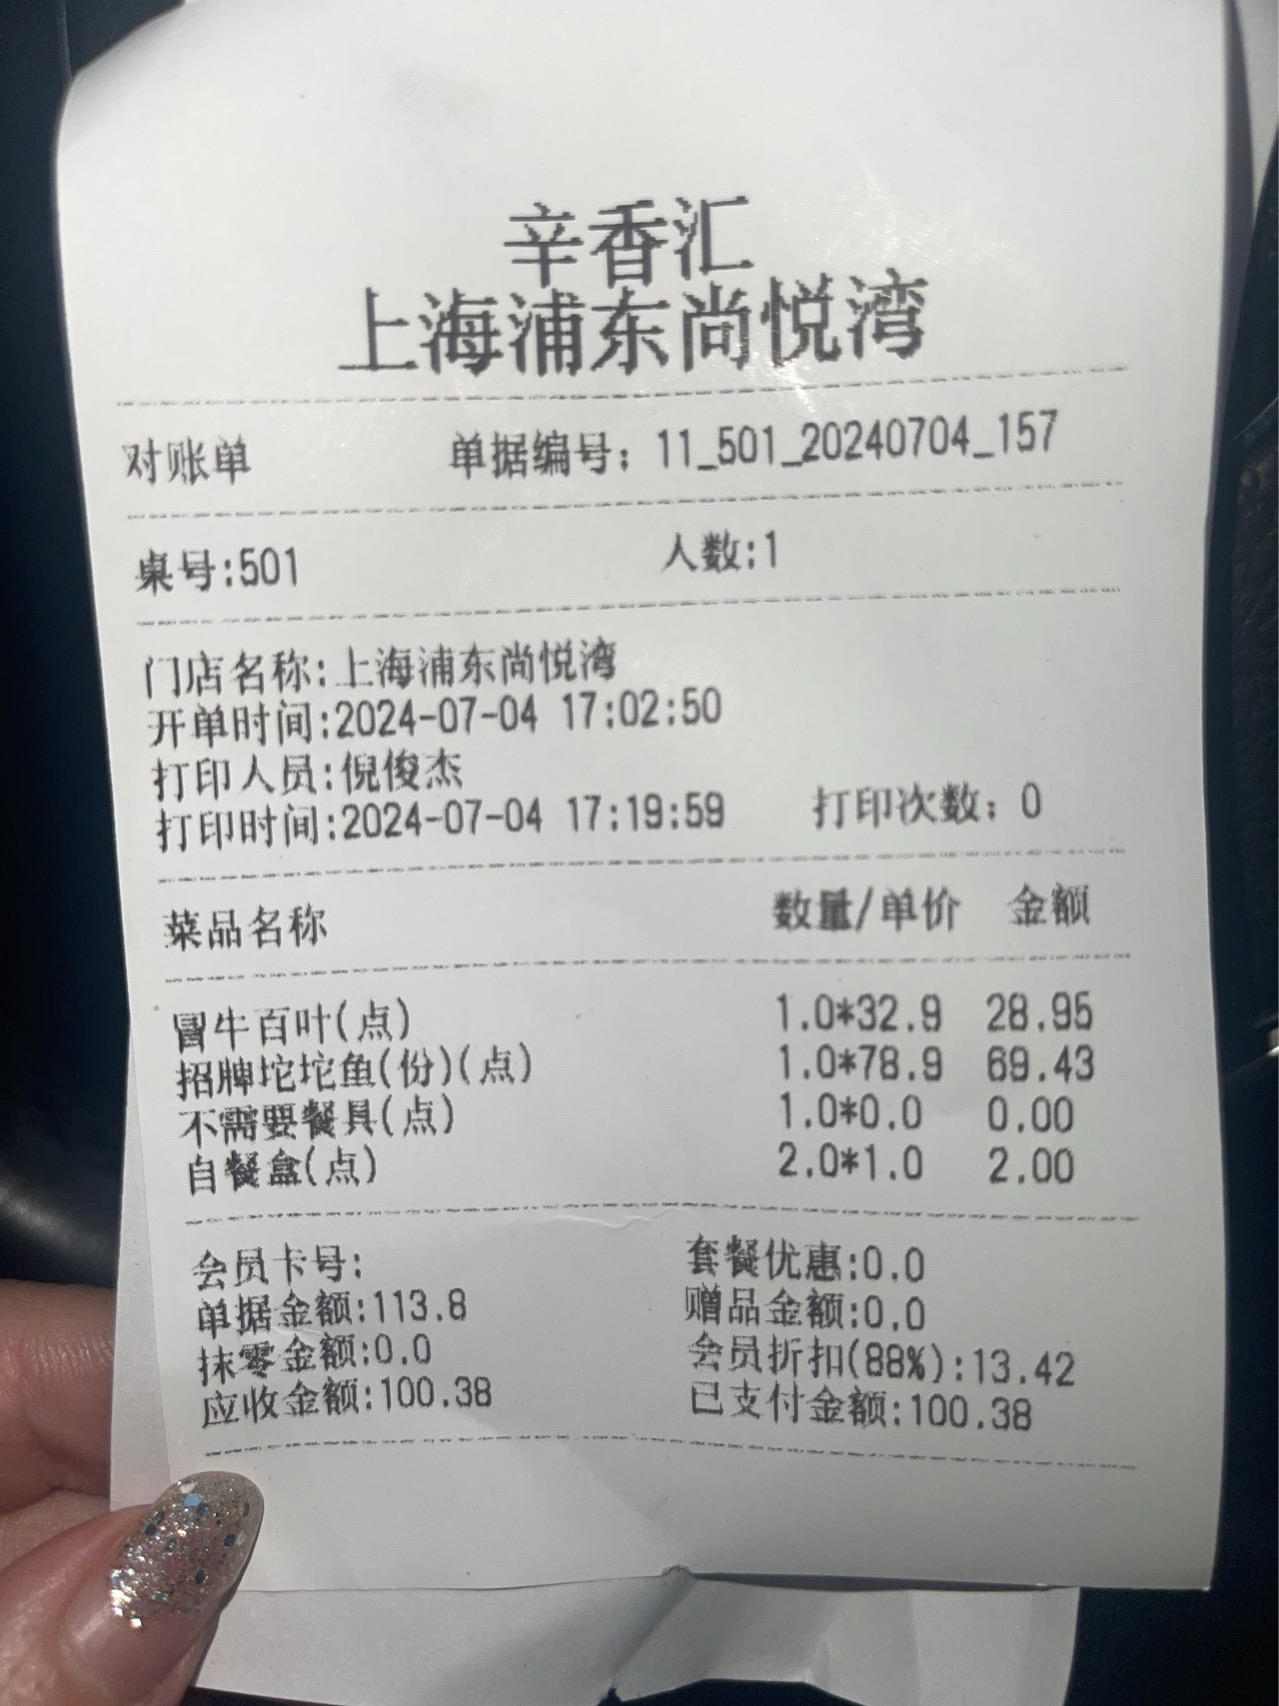 辛香汇
上海浦东尚悦湾
对账单 单据编号：11_501_20240704_157
桌号:501 人数:1
门店名称:上海浦东尚悦湾
开单时间:2024-07-04 17:02:50
打印人员:倪俊杰
打印时间:2024-07-04 17:19:59 打印次数：0
菜品名称 数量/单价 金额
冒牛百叶(点) 1.0*32.9 28.95
招牌坨坨鱼(份)(点) 1.0*78.9 69.43
不需要餐具(点) 1.0*0.0 0.00
自餐盒(点) 2.0*1.0 2.00
会员卡号: 套餐优惠:0.0
单据金额:113.8 赠品金额:0.0
抹零金额:0.0 会员折扣(88%):13.42
应收金额:100.38 已支付金额:100.38